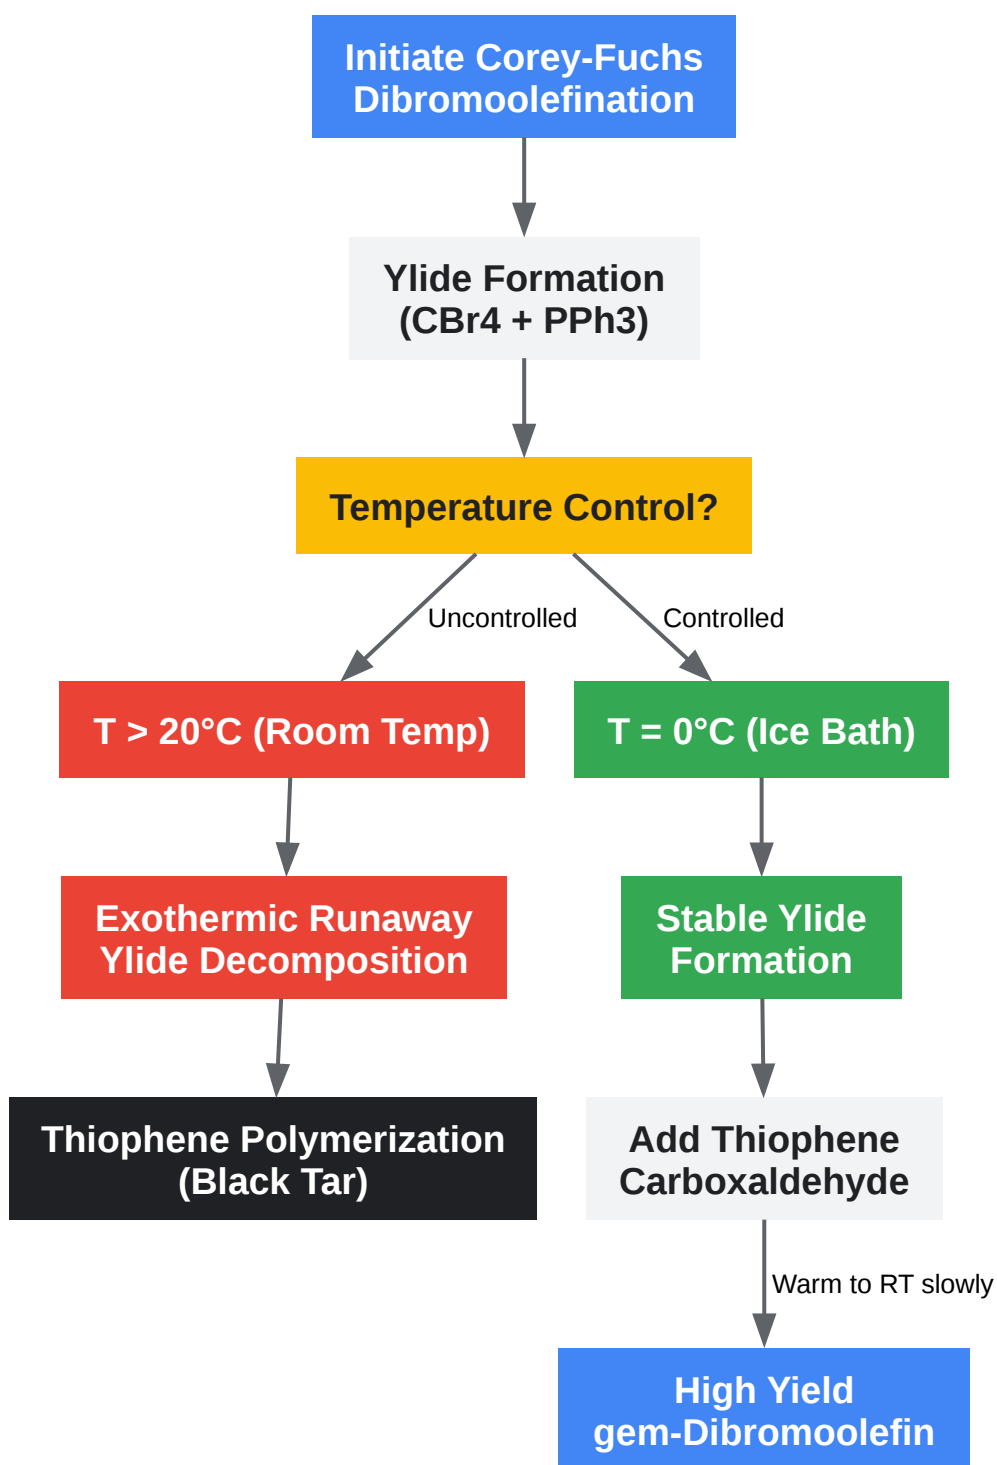 Initiate Corey-Fuchs
Dibromoolefination
Ylide Formation
(CBr4 + PPh3)
Temperature Control?
Uncontrolled
Controlled
T > 20°C (Room Temp)
T = 0°C (Ice Bath)
Exothermic Runaway
Ylide Decomposition
Stable Ylide
Formation
Thiophene Polymerization
(Black Tar)
Add Thiophene
Carboxaldehyde
Warm to RT slowly
High Yield
gem-Dibromoolefin